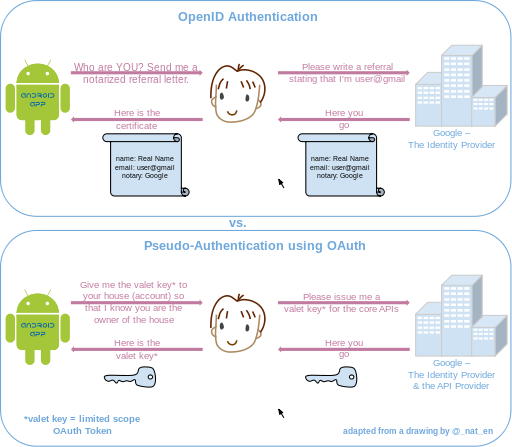 OpenID Authentication
Who are YOU? Send me a
notarized referral letter.
Please write a referral
stating that I'm user@gmail
ANDROID
APP
Here is the
certificate
Here you
go
Google –
The Identity Provider
name: Real Name
email: user@gmail
notary: Google
name: Real Name
email: user@gmail
notary: Google
vs.
Pseudo-Authentication using OAuth
Give me the valet key* to
your house (account) so
that I know you are the
owner of the house
Please issue me a
valet key* for the core APIs
ANDROID
APP
Here is the
valet key*
Here you
go
Google –
The Identity Provider
& the API Provider
*valet key = limited scope
OAuth Token
adapted from a drawing by @_nat_en